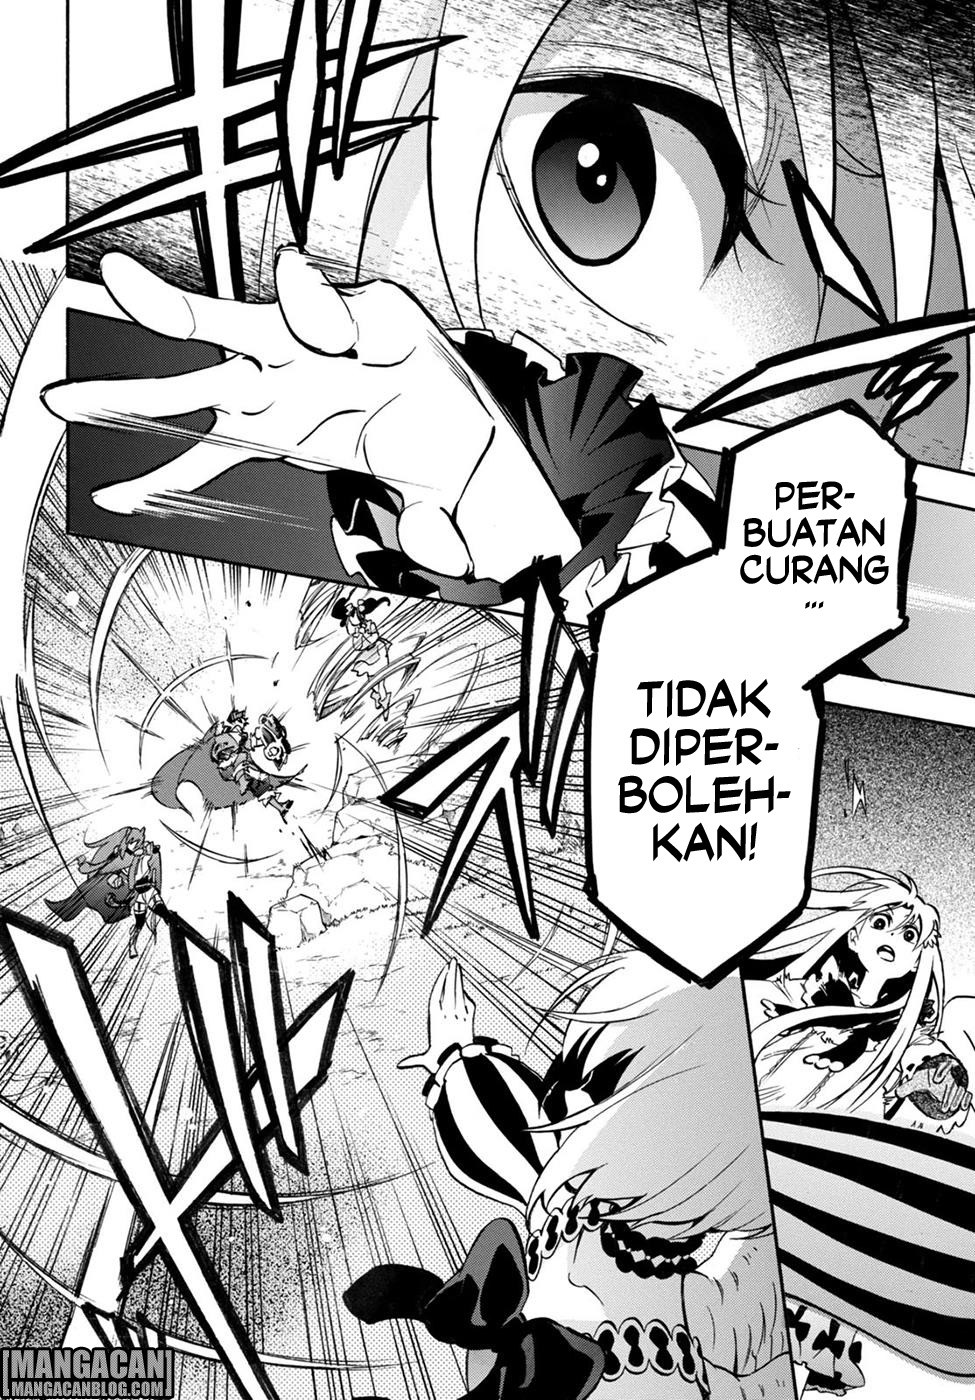 PER-
BUATAN
CURANG
...
TIDAK
DIPER-
BOLEH-
KAN!
[MANGACAN]
MANGACANBLOG.COM